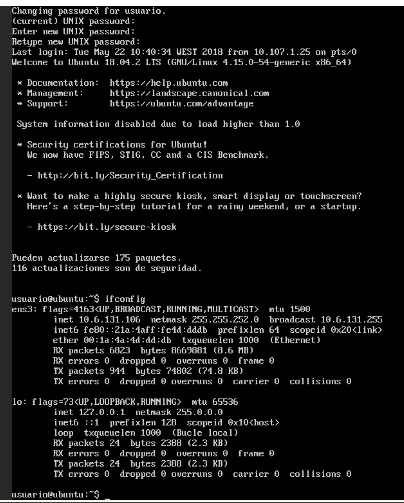 Changing password for usuario.
(current) UNIX password:
Enter new UNIX password:
Retype new UNIX password:
Last login: Tue May 22 10:40:34 WEST 2018 from 10.107.1.25 on pts/0
Welcome to Ubuntu 18.04.2 LTS (GNU/Linux 4.15.0-54-generic x86_64)
* Documentation:  https://help.ubuntu.com
* Management:     https://landscape.canonical.com
* Support:        https://ubuntu.com/advantage
System information disabled due to load higher than 1.0
* Security certifications for Ubuntu!
We now have FIPS, STIG, CC and a CIS Benchmark.
- http://bit.ly/Security_Certification
* Want to make a highly secure kiosk, smart display or touchscreen?
Here's a step-by-step tutorial for a rainy weekend, or a startup.
- https://bit.ly/secure-kiosk
Pueden actualizarse 175 paquetes.
116 actualizaciones son de seguridad.
usuario@ubuntu:~$ ifconfig
ens3: flags=4163<UP,BROADCAST,RUNNING,MULTICAST>  mtu 1500
inet 10.6.131.106  netmask 255.255.252.0  broadcast 10.6.131.255
inet6 fe80::21a:4aff:fe4d:dddb  prefixlen 64  scopeid 0x20<link>
ether 00:1a:4a:4d:dd:db  txqueuelen 1000  (Ethernet)
RX packets 6823  bytes 8669881 (8.6 MB)
RX errors 0  dropped 0  overruns 0  frame 0
TX packets 944  bytes 74802 (74.8 KB)
TX errors 0  dropped 0 overruns 0  carrier 0  collisions 0
lo: flags=73<UP,LOOPBACK,RUNNING>  mtu 65536
inet 127.0.0.1  netmask 255.0.0.0
inet6 ::1  prefixlen 128  scopeid 0x10<host>
loop  txqueuelen 1000  (Bucle local)
RX packets 24  bytes 2388 (2.3 KB)
RX errors 0  dropped 0  overruns 0  frame 0
TX packets 24  bytes 2388 (2.3 KB)
TX errors 0  dropped 0 overruns 0  carrier 0  collisions 0
usuario@ubuntu:~$ _